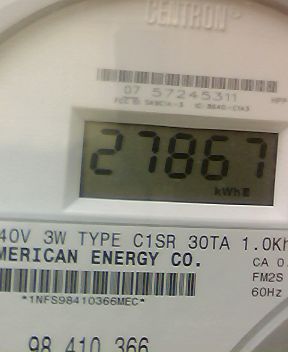 CENTRON®
07 57245311
27867
kWh
40V 3W TYPE C1SR 30TA 1.0Kh
MERICAN ENERGY CO.
CA 0.
FM2S
*1NFS98410366MEC*
60Hz
98 410 366